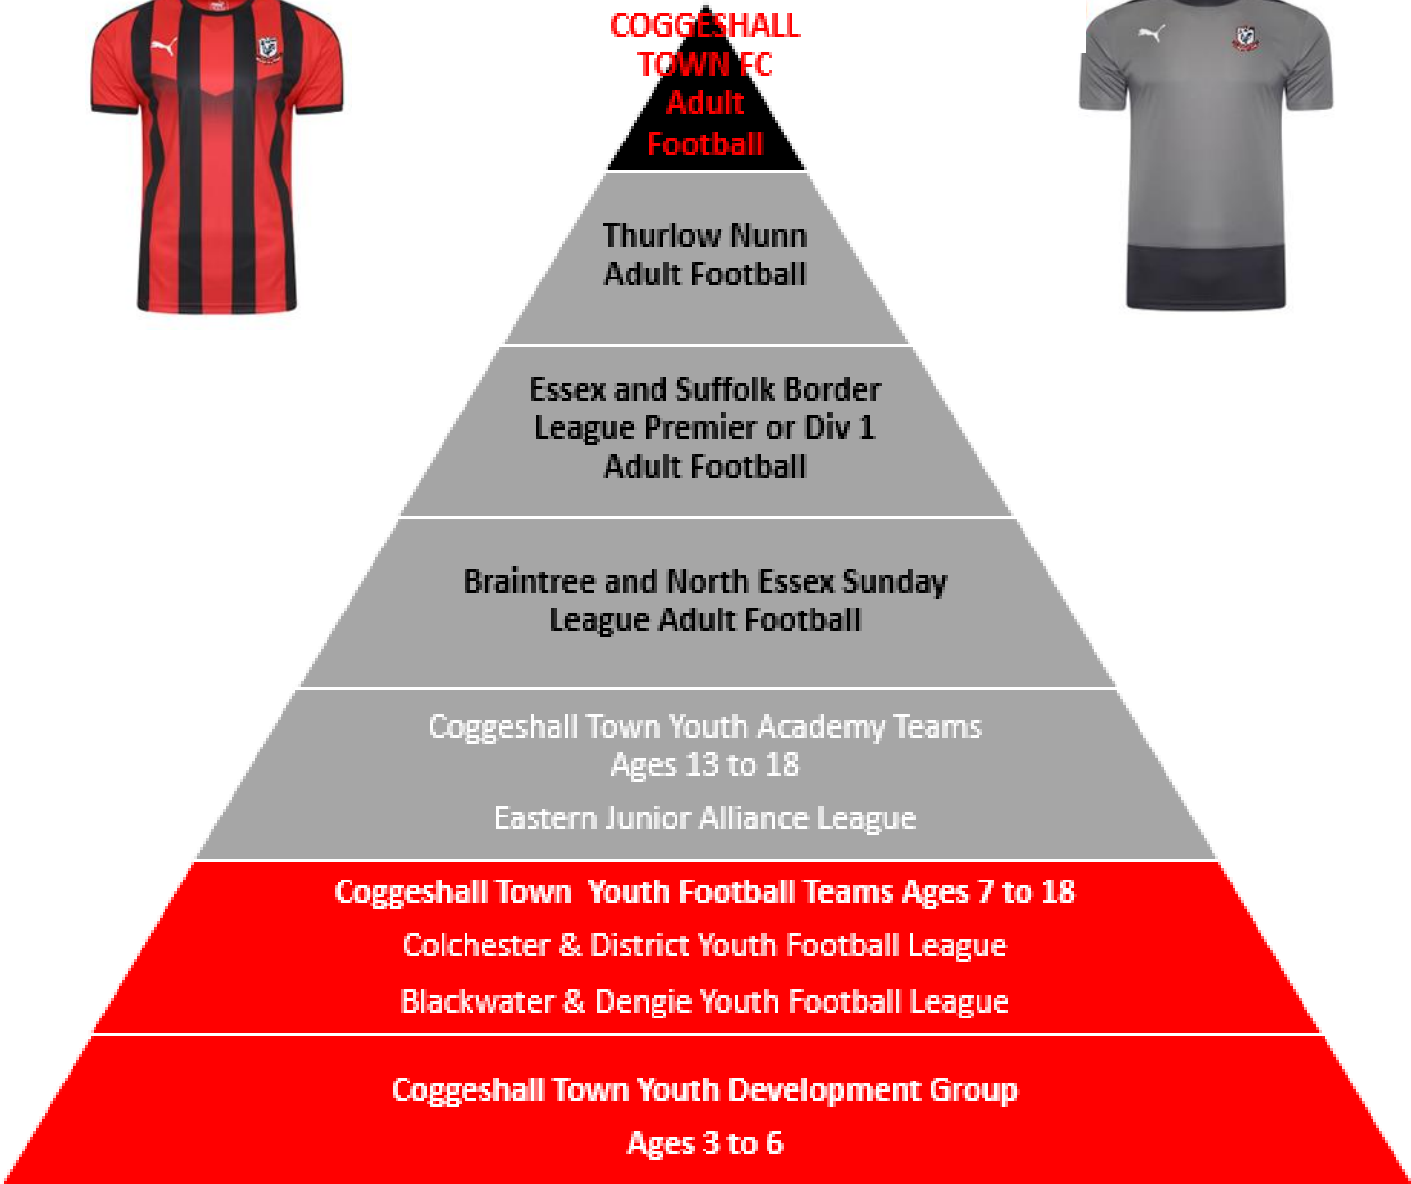 COGGESHALL
TOWN FC
Adult
Football
Thurlow Nunn
Adult Football
Essex and Suffolk Border
League Premier or Div 1
Adult Football
Braintree and North Essex Sunday
League Adult Football
Coggeshall Town Youth Academy Teams
Ages 13 to 18
Eastern Junior Alliance League
Coggeshall Town  Youth Football Teams Ages 7 to 18
Colchester & District Youth Football League
Blackwater & Dengie Youth Football League
Coggeshall Town Youth Development Group
Ages 3 to 6